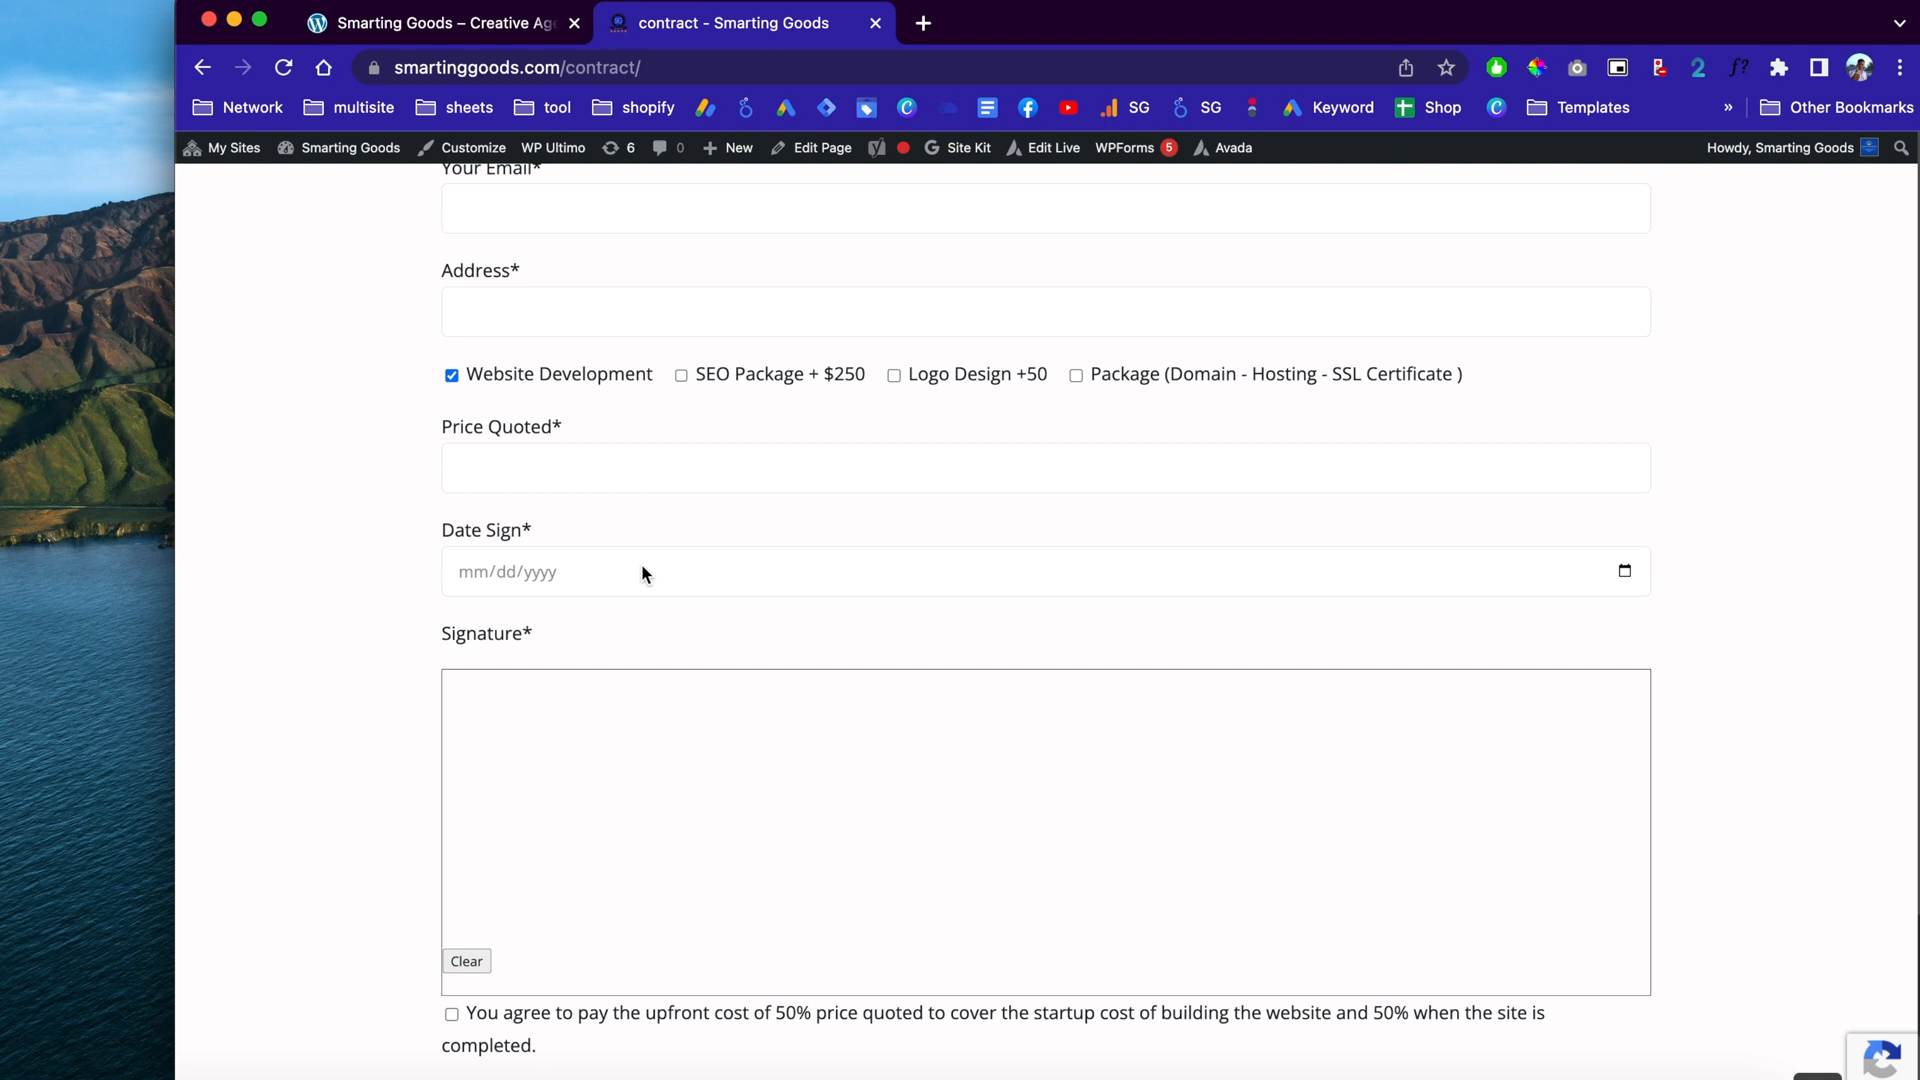 Smarting Goods – Creative Ag
contract - Smarting Goods
smartinggoods.com/contract/
Network multisite sheets tool shopify SG SG Keyword Shop Templates » Other Bookmarks
My Sites Smarting Goods Customize WP Ultimo 6 0 New Edit Page Site Kit Edit Live WPForms 5 Avada Howdy, Smarting Goods
Your Email*
Address*
Website Development SEO Package + $250 Logo Design +50 Package (Domain - Hosting - SSL Certificate )
Price Quoted*
Date Sign*
mm/dd/yyyy
Signature*
Clear
You agree to pay the upfront cost of 50% price quoted to cover the startup cost of building the website and 50% when the site is
completed.